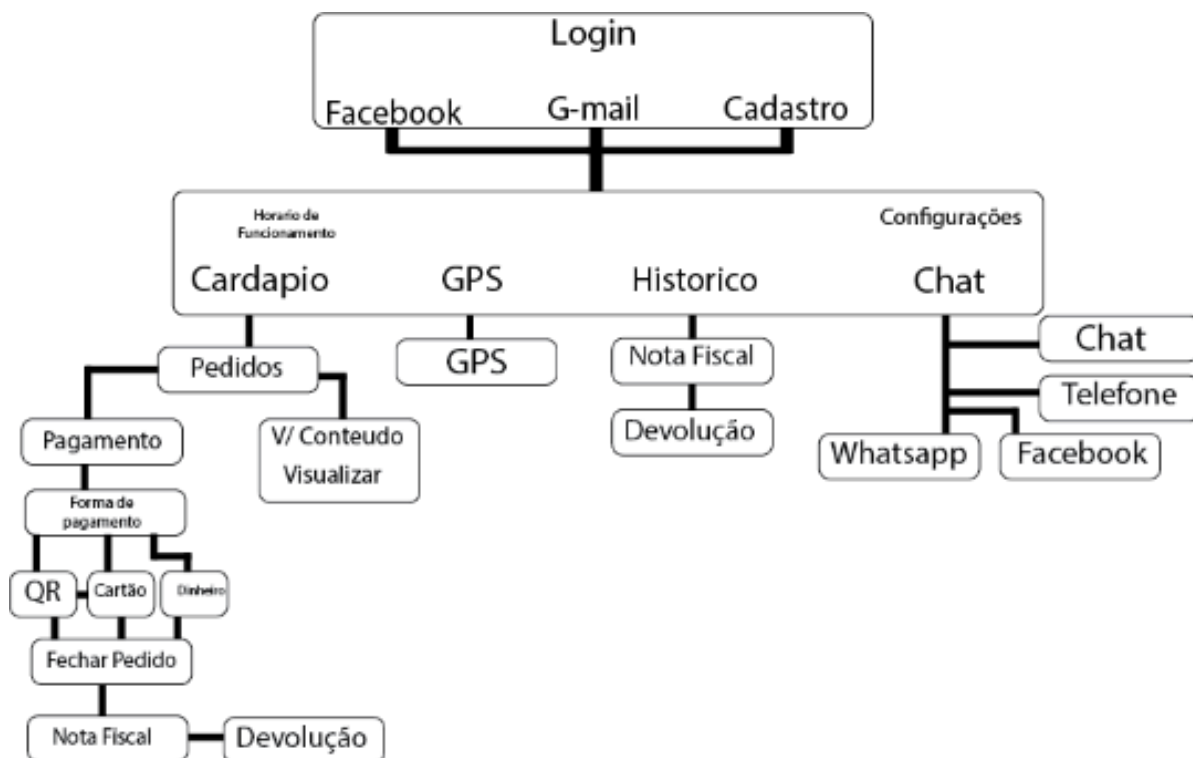 Login
Facebook
G-mail
Cadastro
Horario de
Funcionamento
Configurações
Cardapio
GPS
Historico
Chat
Pedidos
GPS
Nota Fiscal
Chat
Telefone
Pagamento
V/ Conteudo
Visualizar
Devolução
Whatsapp
Facebook
Forma de
pagamento
QR
Cartão
Dinheiro
Fechar Pedido
Nota Fiscal
Devolução